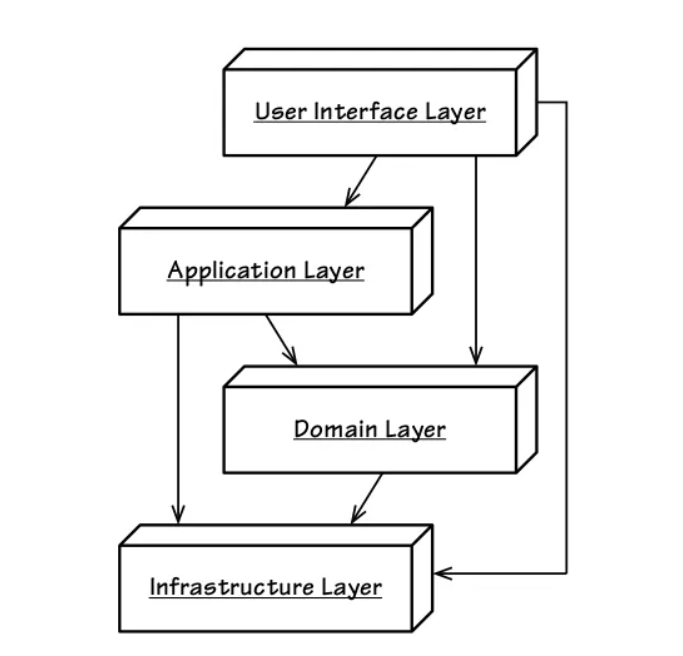 User Interface Layer
Application Layer
Domain Layer
Infrastructure Layer